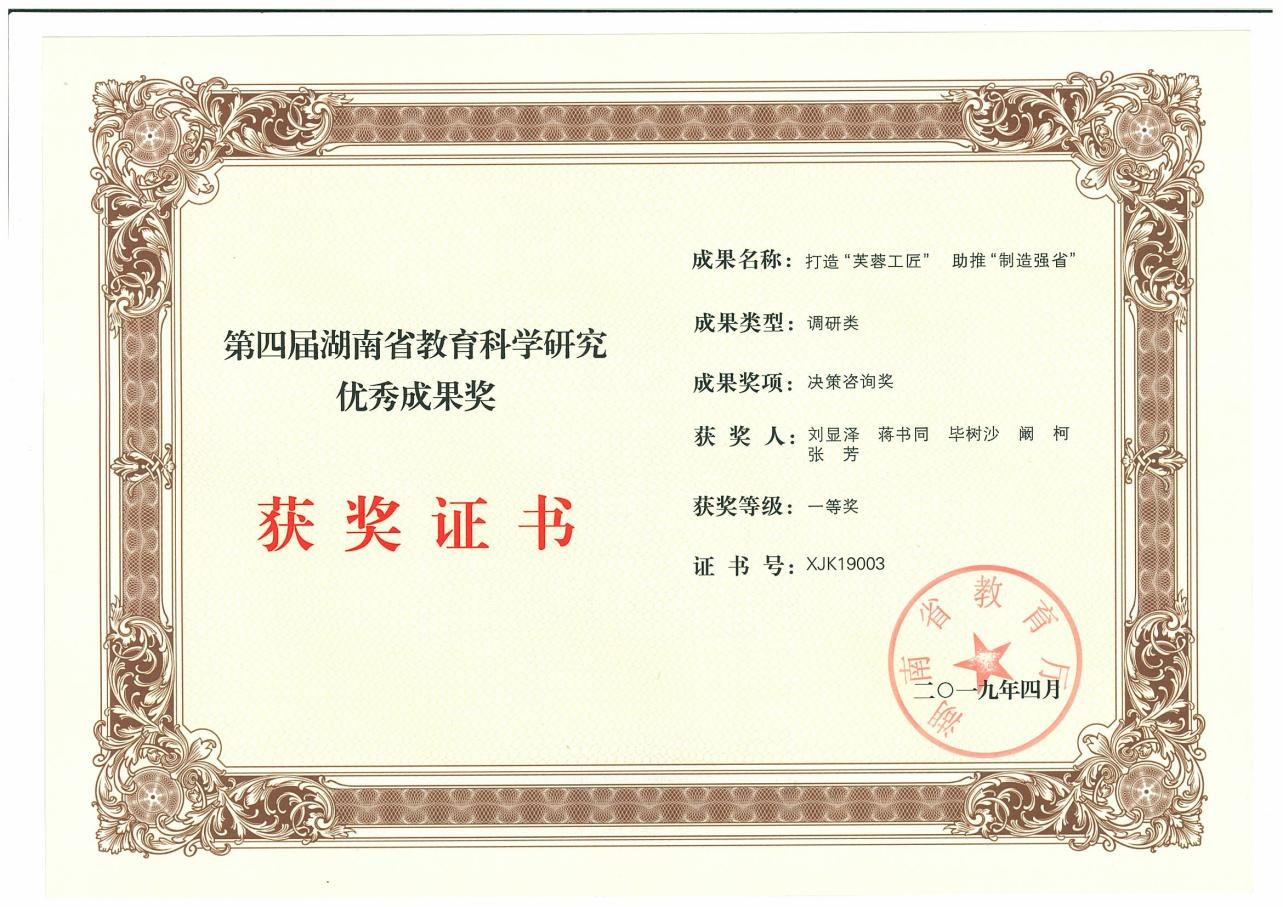 第四届湖南省教育科学研究
优秀成果奖
获奖证书
成果名称：打造“芙蓉工匠” 助推“制造强省”
成果类型：调研类
成果奖项：决策咨询奖
获奖人：刘显泽 蒋书同 毕树沙 阚 柯
张 芳
获奖等级：一等奖
证书号：XJK19003
湖南省教育厅
二〇一九年四月